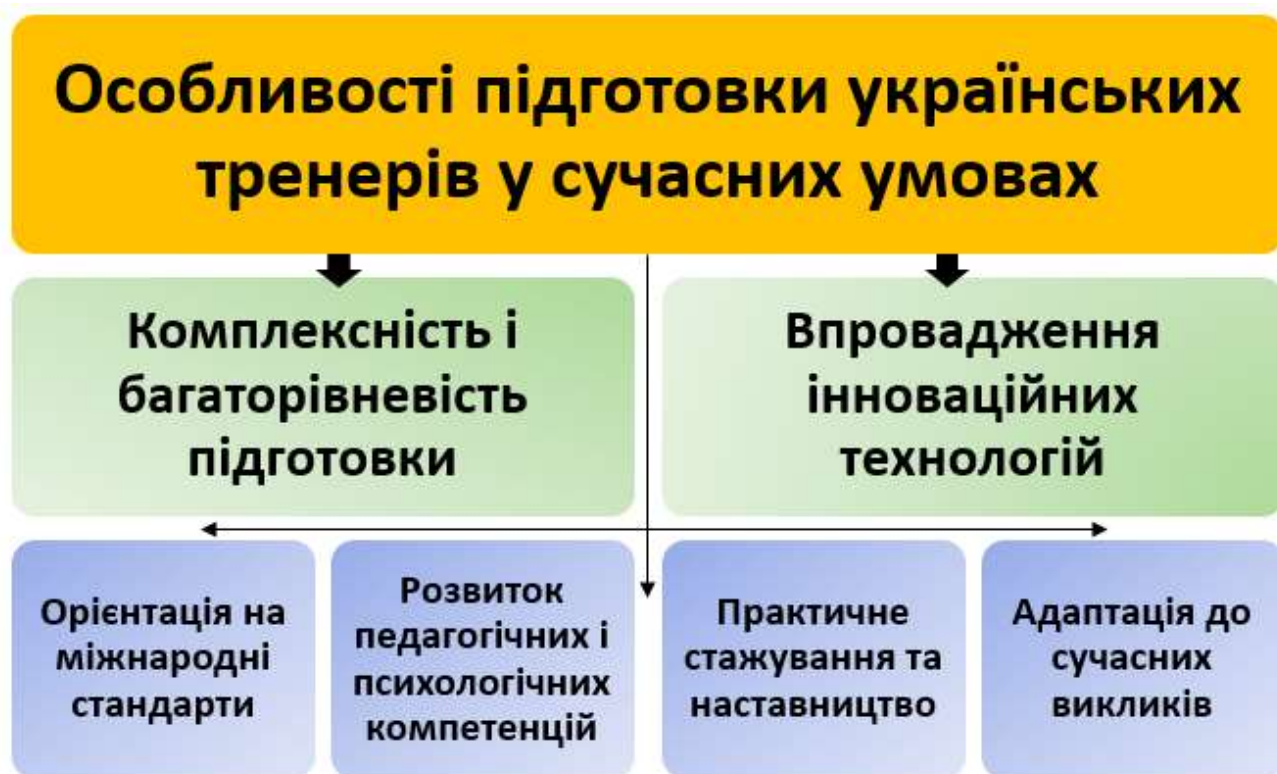 Особливості підготовки українських
тренерів у сучасних умовах
Комплексність і
багаторівневість
підготовки
Впровадження
інноваційних
технологій
Орієнтація на
міжнародні
стандарти
Розвиток
педагогічних і
психологічних
компетенцій
Практичне
стажування та
наставництво
Адаптація до
сучасних
викликів